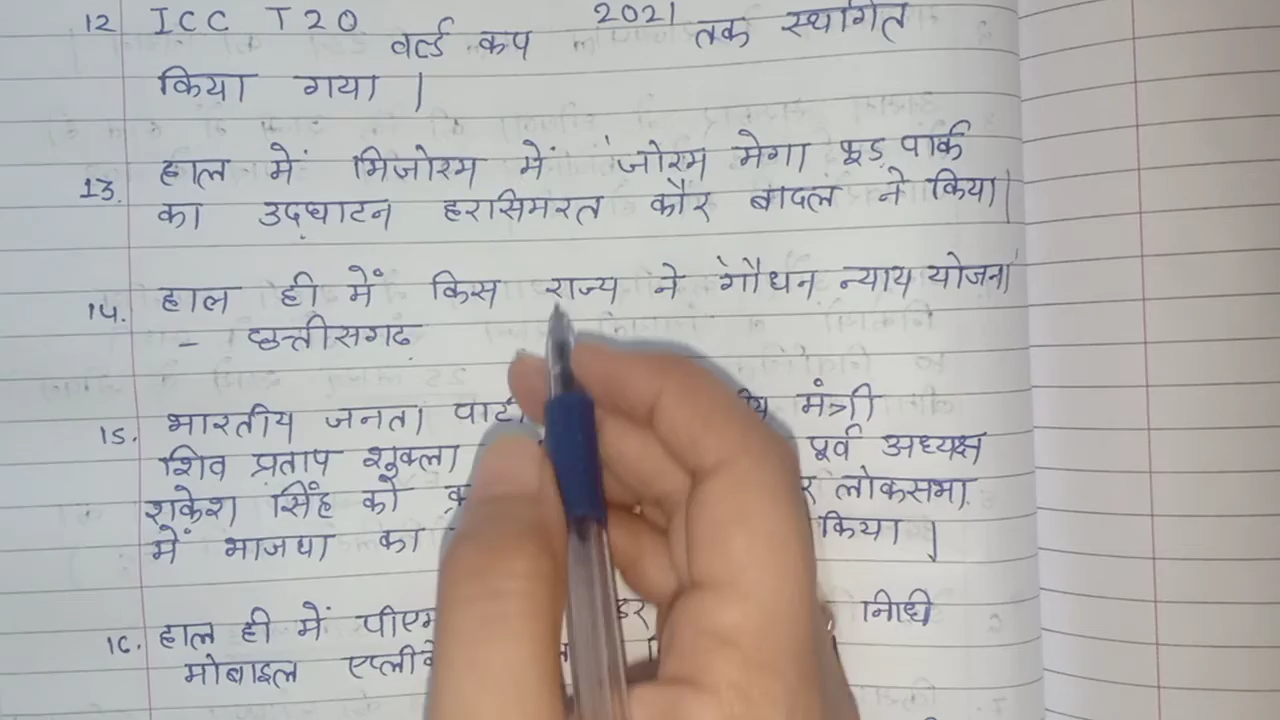 12 ICC T20 वर्ल्ड कप 2021 तक स्थगित
किया गया |
13. हाल में मिजोरम में 'जोरम मेगा फूड पार्क
का उद्घाटन हरसिमरत कौर बादल ने किया|
14. हाल ही में किस राज्य ने 'गौधन न्याय योजना'
- छत्तीसगढ़
15. भारतीय जनता पार्टी मंत्री
शिव प्रताप शुक्ला पूर्व अध्यक्ष
राकेश सिंह को लोकसभा
में भाजपा का किया |
16. हाल ही में निधि
मोबाइल